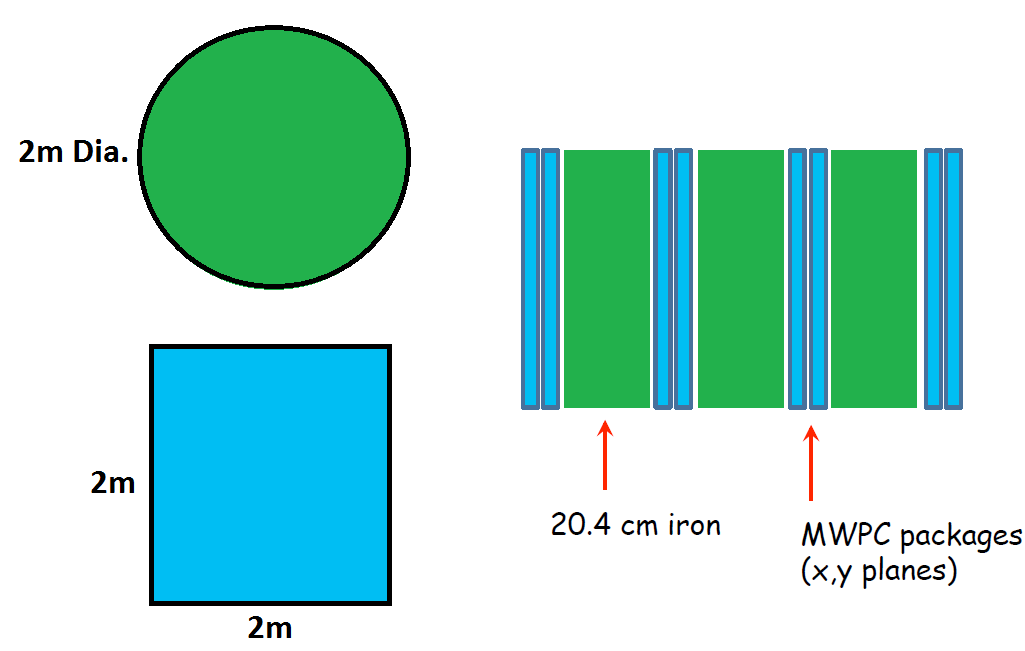 2m Dia.
2m
2m
20.4 cm iron
MWPC packages
(x,y planes)